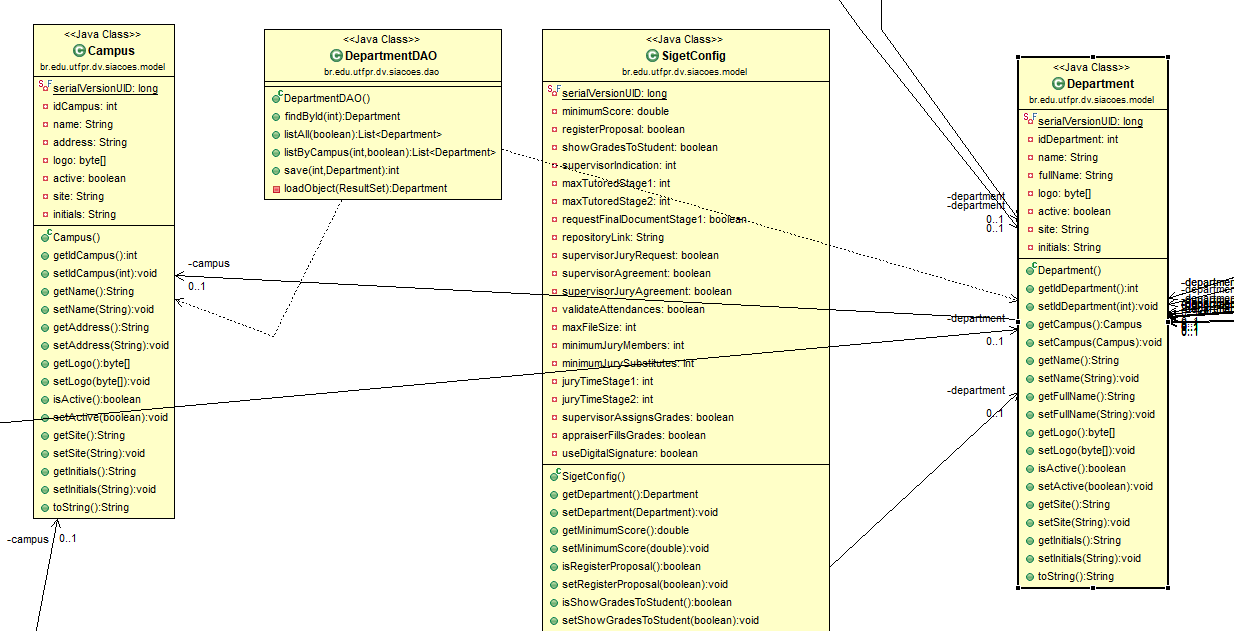 <<Java Class>>
Campus
br.edu.utfpr.dv.siacoes.model
serialVersionUID: long
idCampus: int
name: String
address: String
logo: byte[]
active: boolean
site: String
initials: String
Campus()
getIdCampus():int
setIdCampus(int):void
getName():String
setName(String):void
getAddress():String
setAddress(String):void
getLogo():byte[]
setLogo(byte[]):void
isActive():boolean
setActive(boolean):void
getSite():String
setSite(String):void
getInitials():String
setInitials(String):void
toString():String
-campus
0..1
-campus
0..1
<<Java Class>>
DepartmentDAO
br.edu.utfpr.dv.siacoes.dao
DepartmentDAO()
findById(int):Department
listAll(boolean):List<Department>
listByCampus(int,boolean):List<Department>
save(int,Department):int
loadObject(ResultSet):Department
<<Java Class>>
SigetConfig
br.edu.utfpr.dv.siacoes.model
serialVersionUID: long
minimumScore: double
registerProposal: boolean
showGradesToStudent: boolean
supervisorIndication: int
maxTutoredStage1: int
maxTutoredStage2: int
requestFinalDocumentStage1: boolean
repositoryLink: String
supervisorJuryRequest: boolean
supervisorAgreement: boolean
supervisorJuryAgreement: boolean
validateAttendances: boolean
maxFileSize: int
minimumJuryMembers: int
minimumJurySubstitutes: int
juryTimeStage1: int
juryTimeStage2: int
supervisorAssignsGrades: boolean
appraiserFillsGrades: boolean
useDigitalSignature: boolean
SigetConfig()
getDepartment():Department
setDepartment(Department):void
getMinimumScore():double
setMinimumScore(double):void
isRegisterProposal():boolean
setRegisterProposal(boolean):void
isShowGradesToStudent():boolean
setShowGradesToStudent(boolean):void
-department
-department
0..1
0..1
-department
0..1
-department
0..1
<<Java Class>>
Department
br.edu.utfpr.dv.siacoes.model
serialVersionUID: long
idDepartment: int
name: String
fullName: String
logo: byte[]
active: boolean
site: String
initials: String
Department()
getIdDepartment():int
setIdDepartment(int):void
getCampus():Campus
setCampus(Campus):void
getName():String
setName(String):void
getFullName():String
setFullName(String):void
getLogo():byte[]
setLogo(byte[]):void
isActive():boolean
setActive(boolean):void
getSite():String
setSite(String):void
getInitials():String
setInitials(String):void
toString():String
0..1